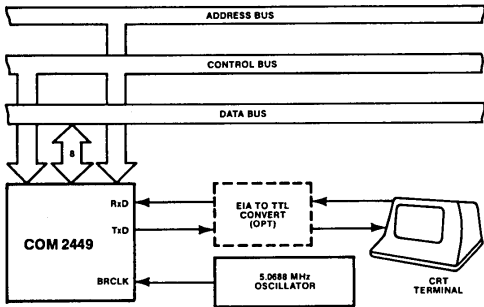 ADDRESS BUS
CONTROL BUS
DATA BUS
8
COM 2449
RxD
TxD
BRCLK
EIA TO TTL
CONVERT
(OPT)
5.0688 MHz
OSCILLATOR
CRT
TERMINAL